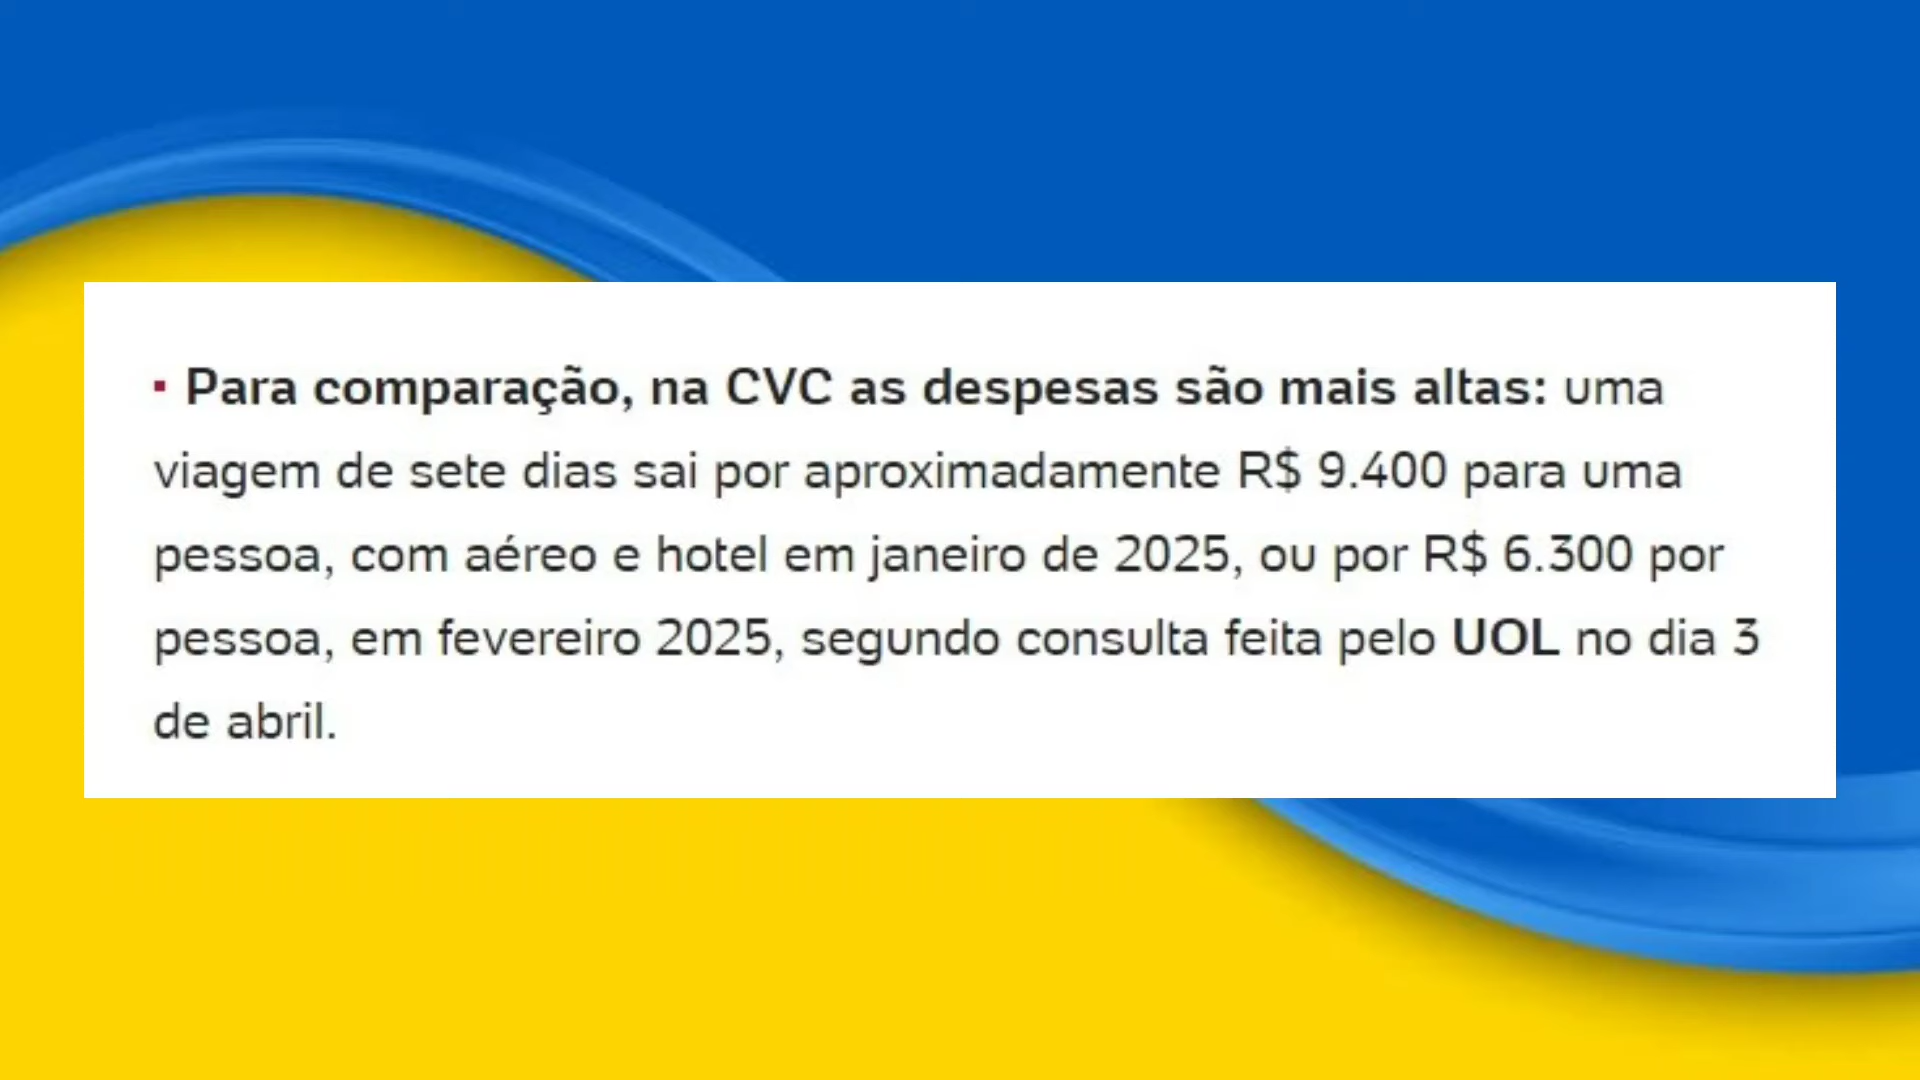 ▪ Para comparação, na CVC as despesas são mais altas: uma
viagem de sete dias sai por aproximadamente R$ 9.400 para uma
pessoa, com aéreo e hotel em janeiro de 2025, ou por R$ 6.300 por
pessoa, em fevereiro 2025, segundo consulta feita pelo UOL no dia 3
de abril.